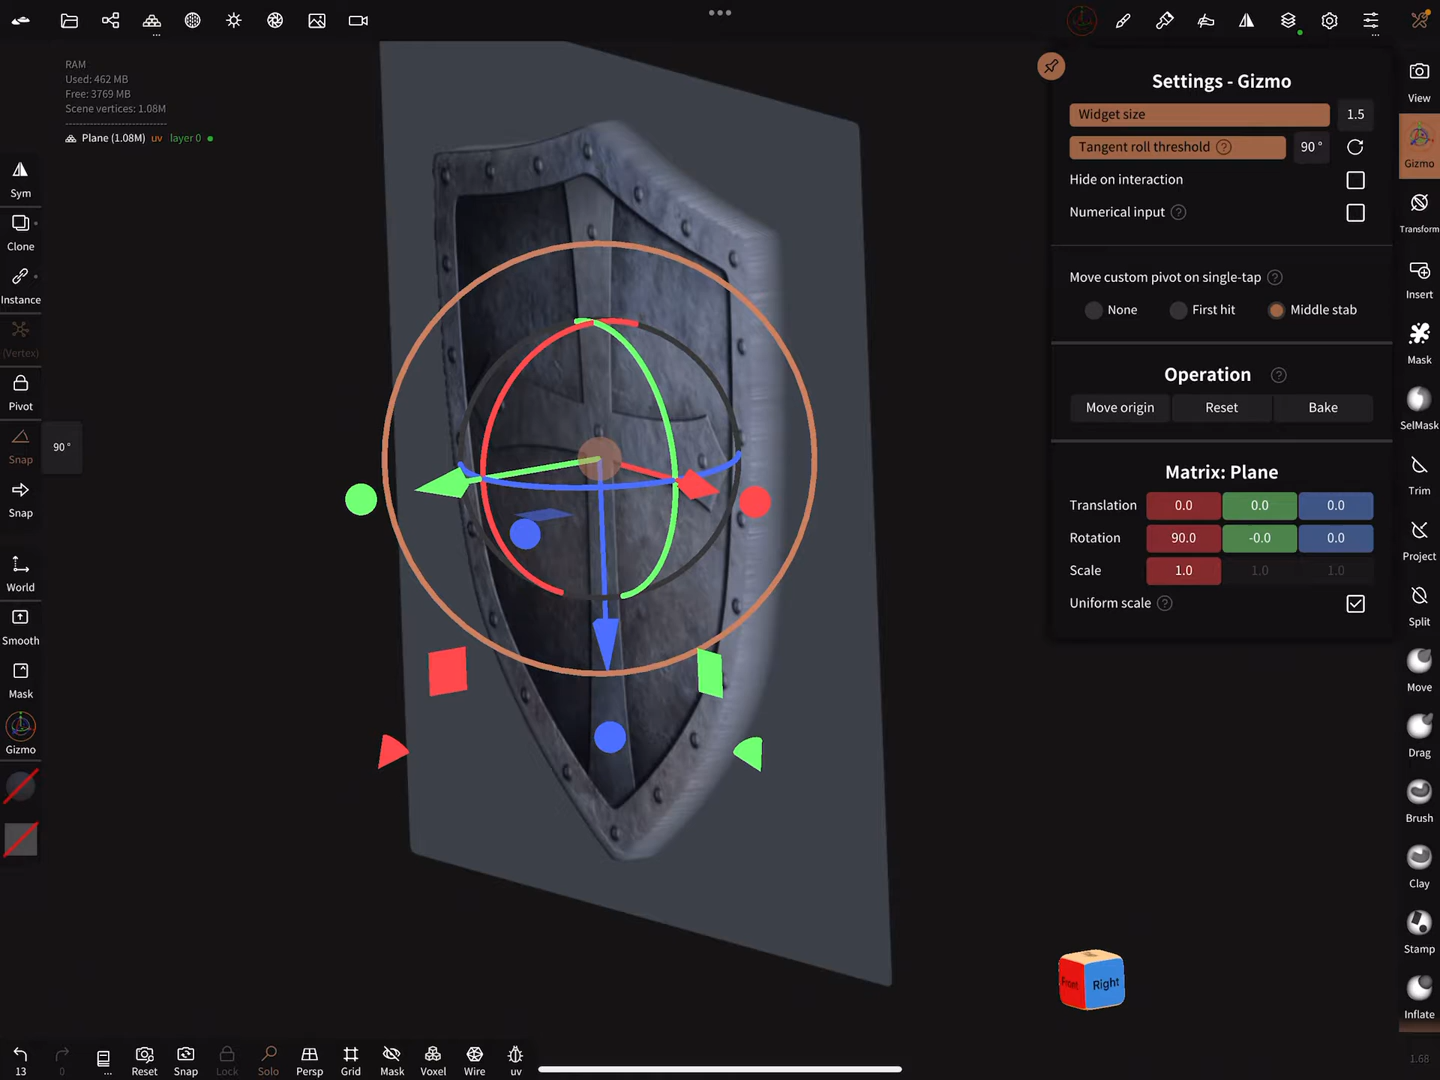 RAM
Used: 462 MB
Free: 3769 MB
Scene vertices: 1.08M
Plane (1.08M) uv layer 0
Sym
Clone
Instance
(Vertex)
Pivot
Snap
90 °
Snap
World
Smooth
Mask
Gizmo
Settings - Gizmo
Widget size 1.5
Tangent roll threshold ? 90 °
Hide on interaction
Numerical input ?
Move custom pivot on single-tap ?
None First hit Middle stab
Operation ?
Move origin Reset Bake
Matrix: Plane
Translation 0.0 0.0 0.0
Rotation 90.0 -0.0 0.0
Scale 1.0 1.0 1.0
Uniform scale ?
View
Gizmo
Transform
Insert
Mask
SelMask
Trim
Project
Split
Move
Drag
Brush
Clay
Stamp
Inflate
1.68
Front Right
13 0 ... Reset Snap Lock Solo Persp Grid Mask Voxel Wire uv